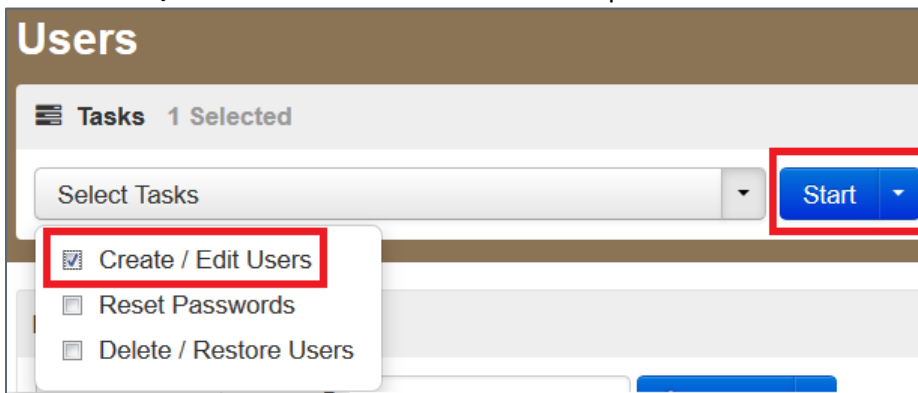 Users
Tasks 1 Selected
Select Tasks
Start
Create / Edit Users
Reset Passwords
Delete / Restore Users